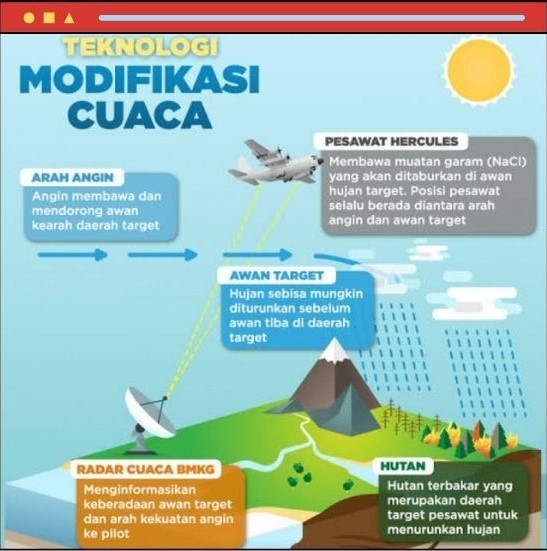 TEKNOLOGI
MODIFIKASI
CUACA
PESAWAT HERCULES
Membawa muatan garam (NaCl)
yang akan ditaburkan di awan
hujan target. Posisi pesawat
selalu berada diantara arah
angin dan awan target
ARAH ANGIN
Angin membawa dan
mendorong awan
kearah daerah target
AWAN TARGET
Hujan sebisa mungkin
diturunkan sebelum
awan tiba di daerah
target
RADAR CUACA BMKG
Menginformasikan
keberadaan awan target
dan arah kekuatan angin
ke pilot
HUTAN
Hutan terbakar yang
merupakan daerah
target pesawat untuk
menurunkan hujan